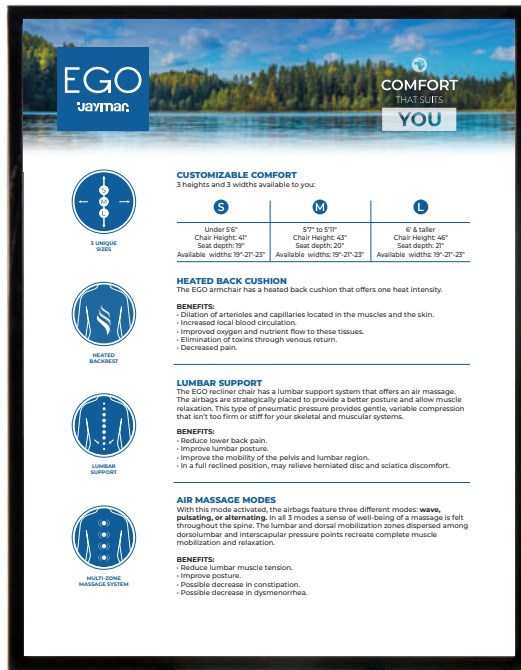 EGO
Jaymar
COMFORT
THAT SUITS
YOU
S
M
L
3 UNIQUE
SIZES
CUSTOMIZABLE COMFORT
3 heights and 3 widths available to you:
S
M
L
Under 5'6"
Chair Height: 41"
Seat depth: 19"
Available widths: 19"-21"-23"
5'7" to 5'11"
Chair Height: 43"
Seat depth: 20"
Available widths: 19"-21"-23"
6' & taller
Chair Height: 46"
Seat depth: 21"
Available widths: 19"-21"-23"
HEATED
BACKREST
HEATED BACK CUSHION
The EGO armchair has a heated back cushion that offers one heat intensity.
BENEFITS:
• Dilation of arterioles and capillaries located in the muscles and the skin.
• Increased local blood circulation.
• Improved oxygen and nutrient flow to these tissues.
• Elimination of toxins through venous return.
• Decreased pain.
LUMBAR
SUPPORT
LUMBAR SUPPORT
The EGO recliner chair has a lumbar support system that offers an air massage.
The airbags are strategically placed to provide a better posture and allow muscle
relaxation. This type of pneumatic pressure provides gentle, variable compression
that isn't too firm or stiff for your skeletal and muscular systems.
BENEFITS:
• Reduce lower back pain.
• Improve lumbar posture.
• Improve the mobility of the pelvis and lumbar region.
• In a full reclined position, may relieve herniated disc and sciatica discomfort.
MULTI-ZONE
MASSAGE SYSTEM
AIR MASSAGE MODES
With this mode activated, the airbags feature three different modes: wave,
pulsating, or alternating. In all 3 modes a sense of well-being of a massage is felt
throughout the spine. The lumbar and dorsal mobilization zones dispersed among
dorsolumbar and interscapular pressure points recreate complete muscle
mobilization and relaxation.
BENEFITS:
• Reduce lumbar muscle tension.
• Improve posture.
• Possible decrease in constipation.
• Possible decrease in dysmenorrhea.